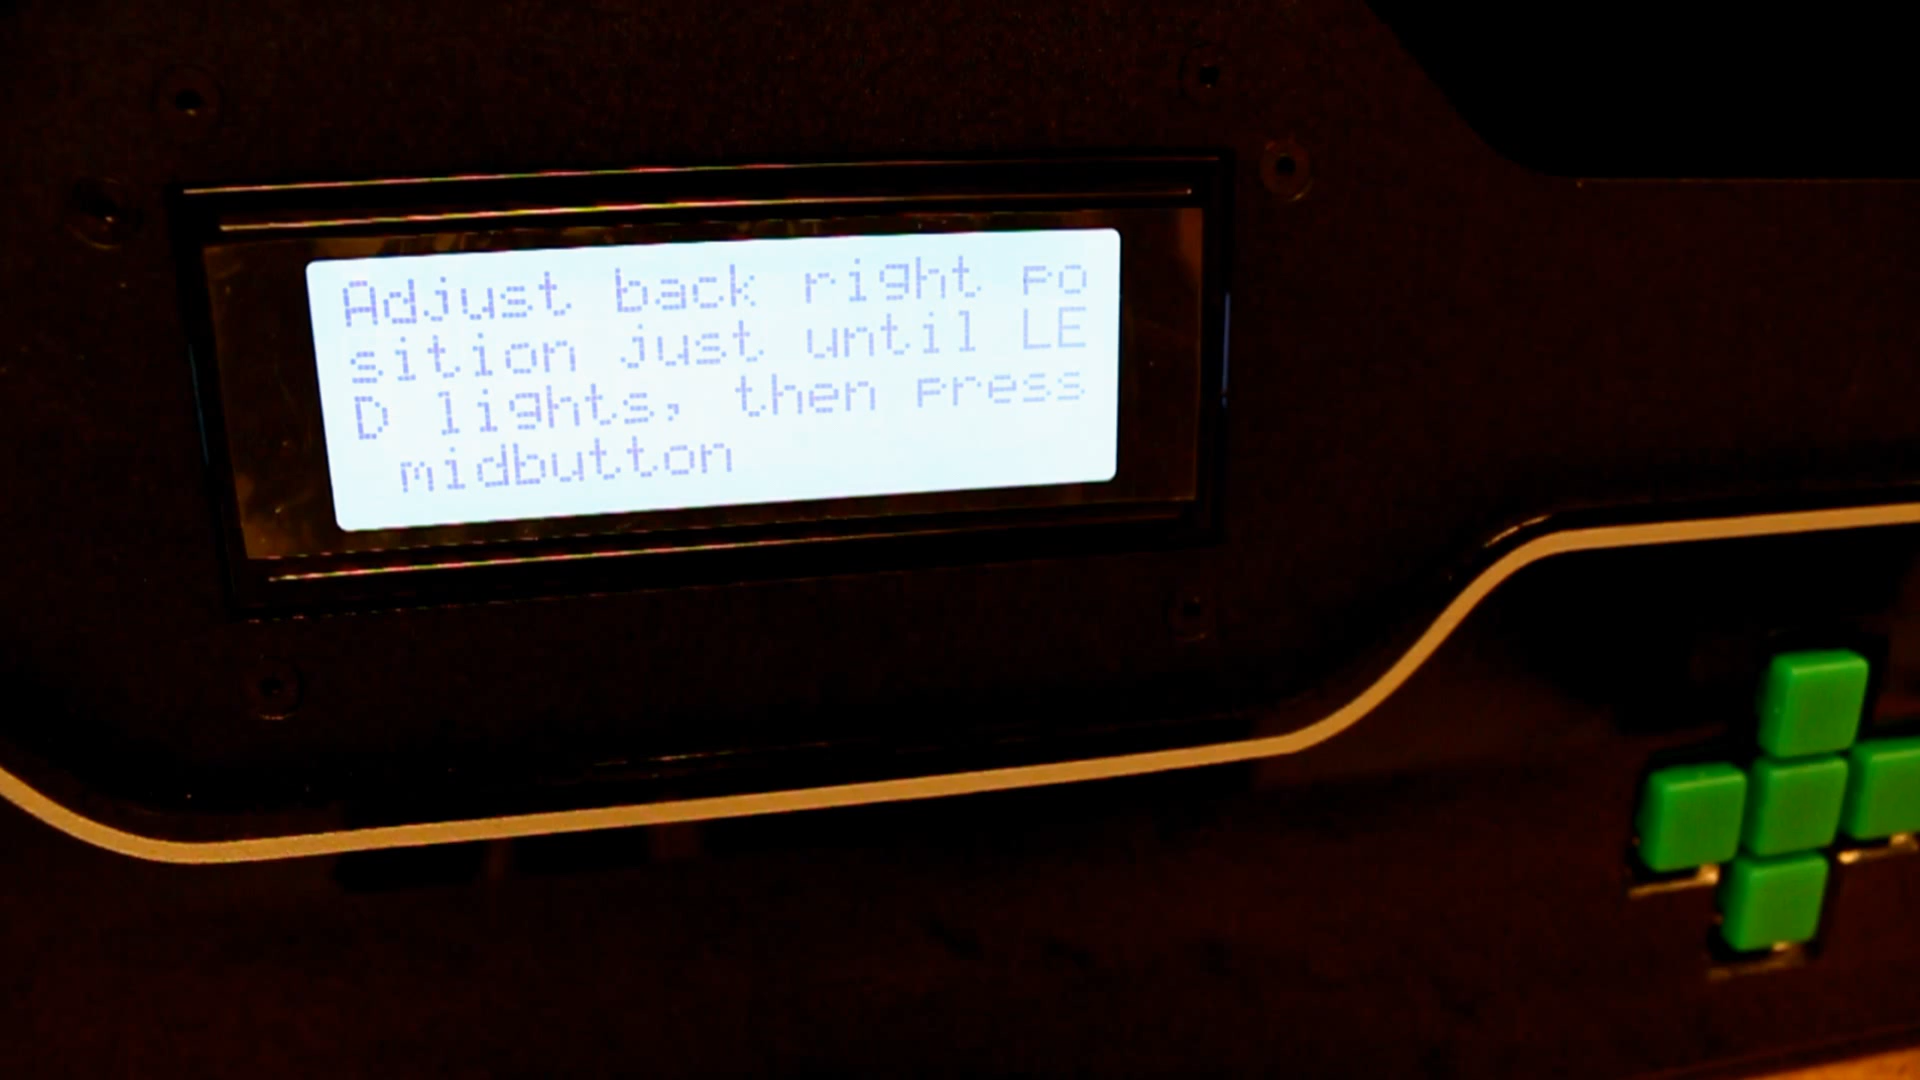 Adjust back right po
sition just until LE
D lights, then press
midbutton